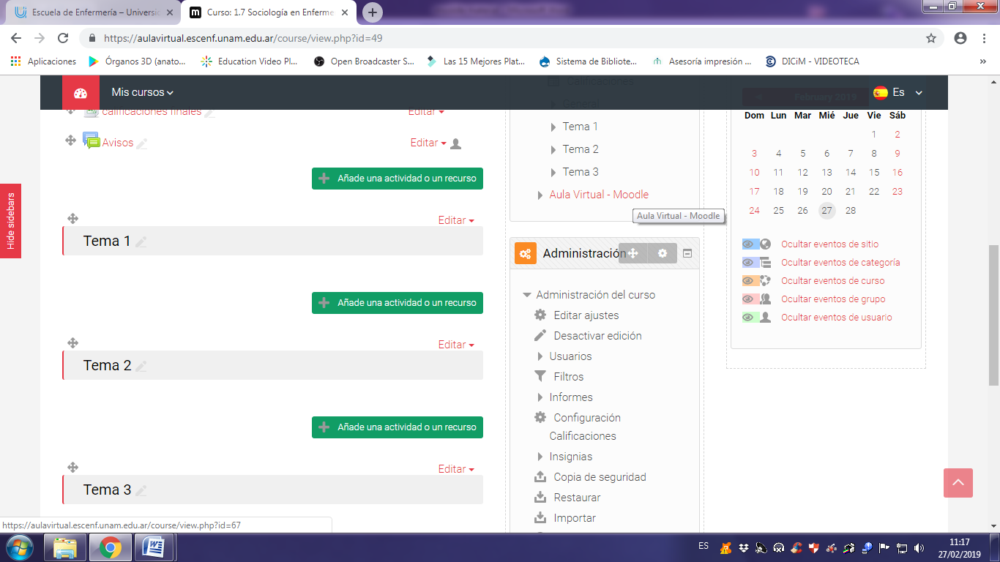 Escuela de Enfermería – Universic
Curso: 1.7 Sociología en Enferme
https://aulavirtual.escenf.unam.edu.ar/course/view.php?id=49
Aplicaciones
Órganos 3D (anato...
Education Video Pl...
Open Broadcaster S...
Las 15 Mejores Plat...
Sistema de Bibliote...
Asesoría impresión ...
DICiM - VIDEOTECA
»
Mis cursos
Es
Hide sidebars
calificaciones finales
Editar
Avisos
Editar
Añade una actividad o un recurso
Editar
Tema 1
Añade una actividad o un recurso
Editar
Tema 2
Añade una actividad o un recurso
Editar
Tema 3
Calificaciones
Tema 1
Tema 2
Tema 3
Aula Virtual - Moodle
Aula Virtual - Moodle
Administración
Administración del curso
Editar ajustes
Desactivar edición
Usuarios
Filtros
Informes
Configuración
Calificaciones
Insignias
Copia de seguridad
Restaurar
Importar
February 2019
Dom Lun Mar Mié Jue Vie Sáb
1 2
3 4 5 6 7 8 9
10 11 12 13 14 15 16
17 18 19 20 21 22 23
24 25 26 27 28
Ocultar eventos de sitio
Ocultar eventos de categoría
Ocultar eventos de curso
Ocultar eventos de grupo
Ocultar eventos de usuario
https://aulavirtual.escenf.unam.edu.ar/course/view.php?id=67
ES
11:17
27/02/2019